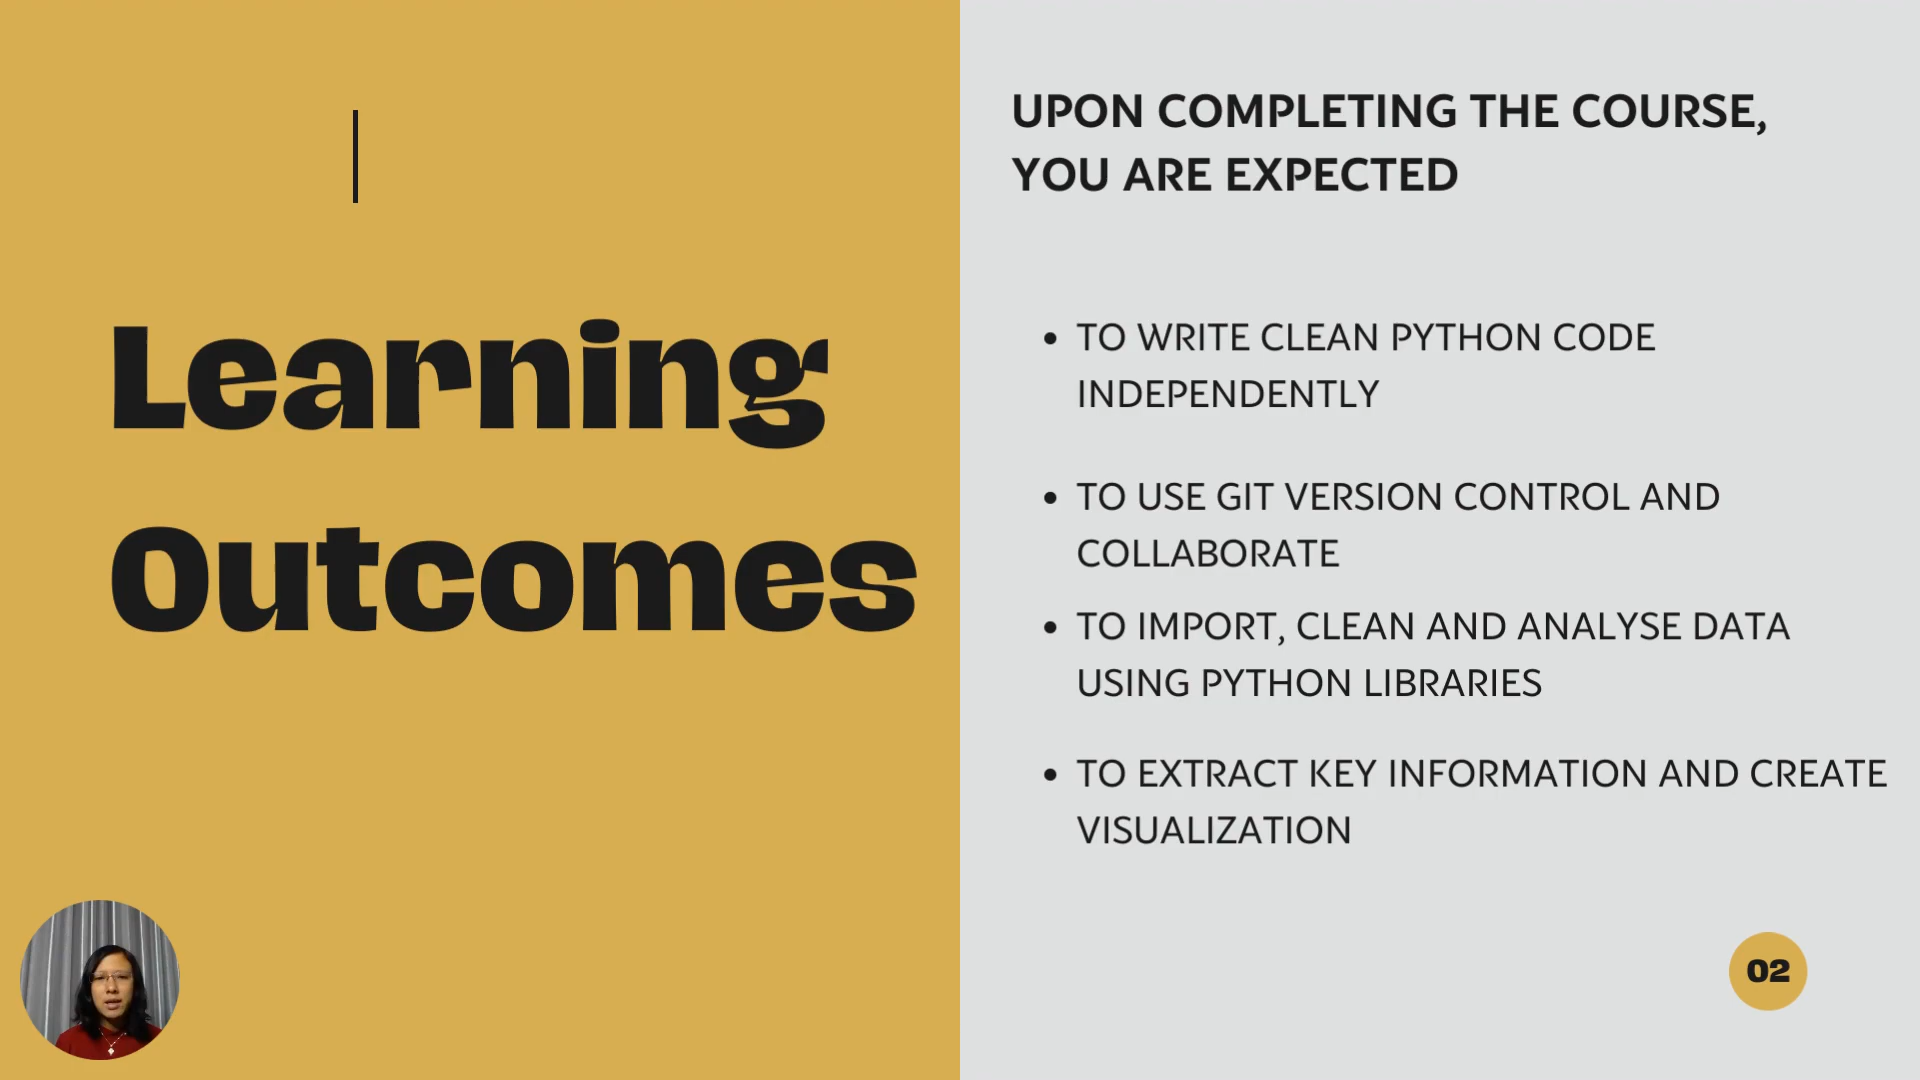 Learning
Outcomes
UPON COMPLETING THE COURSE,
YOU ARE EXPECTED
• TO WRITE CLEAN PYTHON CODE
INDEPENDENTLY
• TO USE GIT VERSION CONTROL AND
COLLABORATE
• TO IMPORT, CLEAN AND ANALYSE DATA
USING PYTHON LIBRARIES
• TO EXTRACT KEY INFORMATION AND CREATE
VISUALIZATION
02